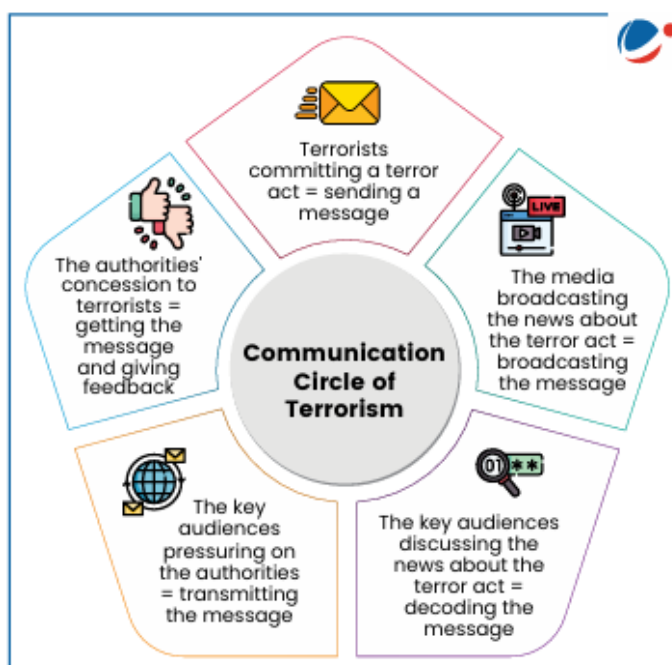 Terrorists
committing a terror
act = sending a
message
LIVE
The media
broadcasting
the news about
the terror act =
broadcasting
the message
01 **
The key audiences
discussing the
news about the
terror act =
decoding the
message
The key
audiences
pressuring on
the authorities
= transmitting
the message
The authorities'
concession to
terrorists =
getting the
message
and giving
feedback
Communication
Circle of
Terrorism